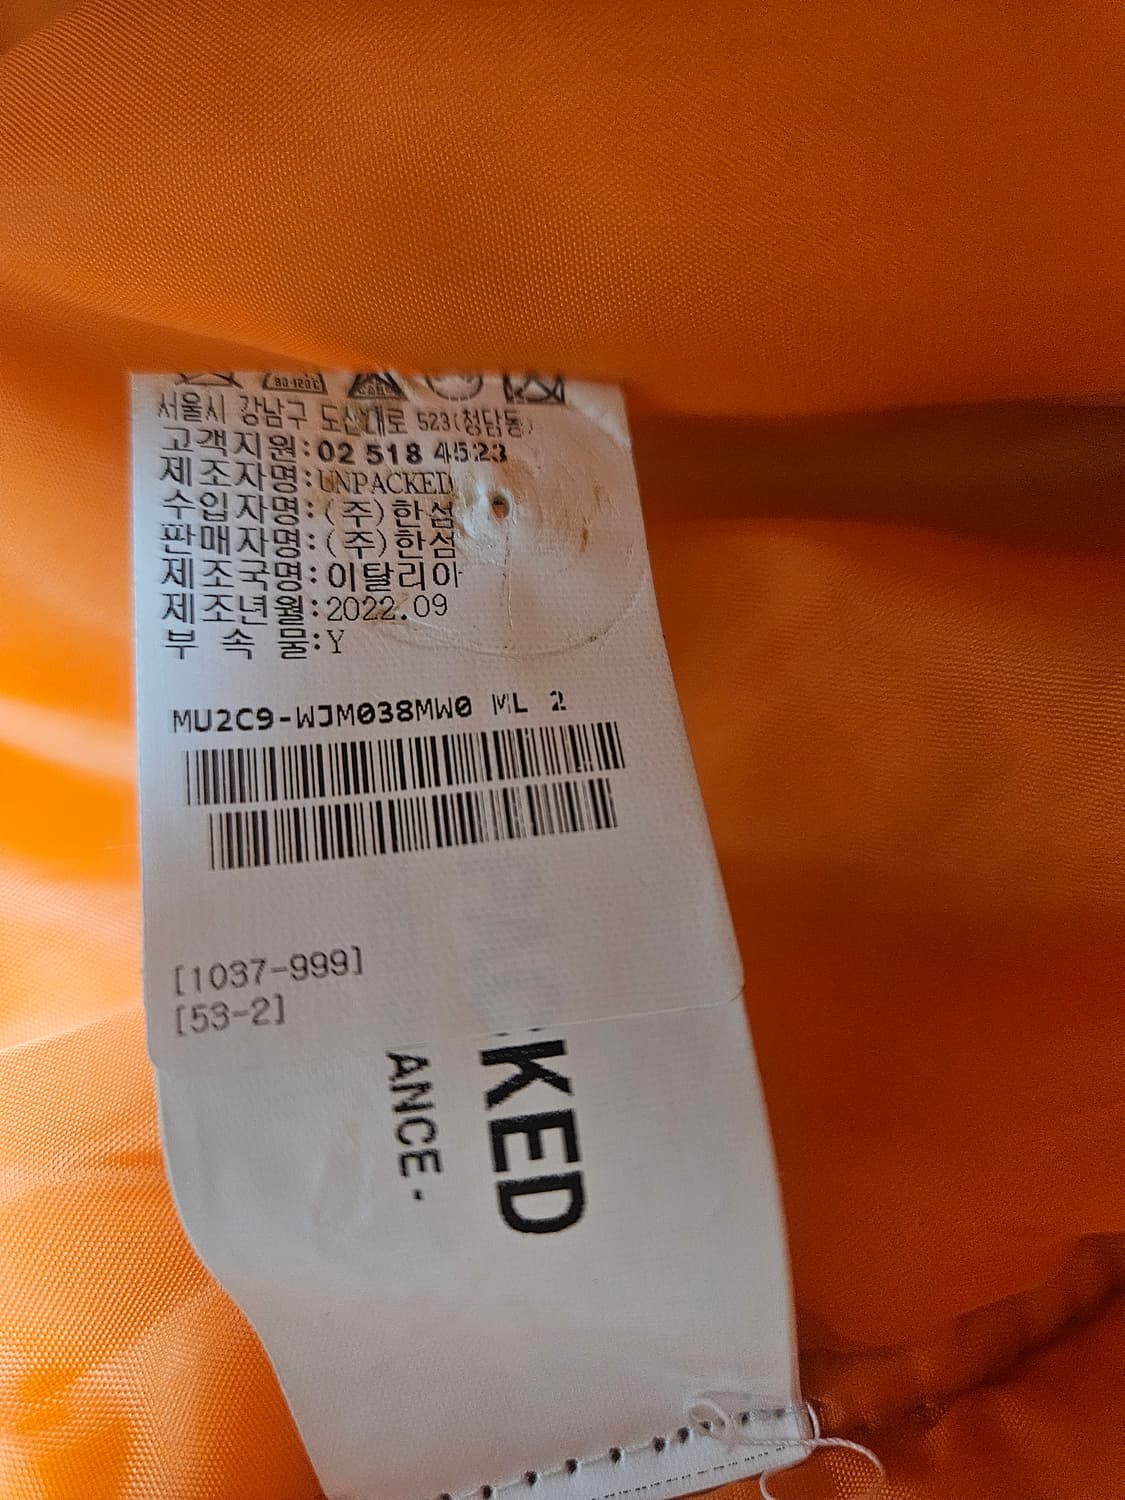 80-120℃
서울시 강남구 도산대로 523(청담동)
고객지원:02 518 4523
제조자명:UNPACKED
수입자명:(주)한섬
판매자명:(주)한섬
제조국명:이탈리아
제조년월:2022.09
부 속 물:Y
MU2C9-WJM038MW0 ML 2
[1037-999]
[53-2]
KED
ANCE.